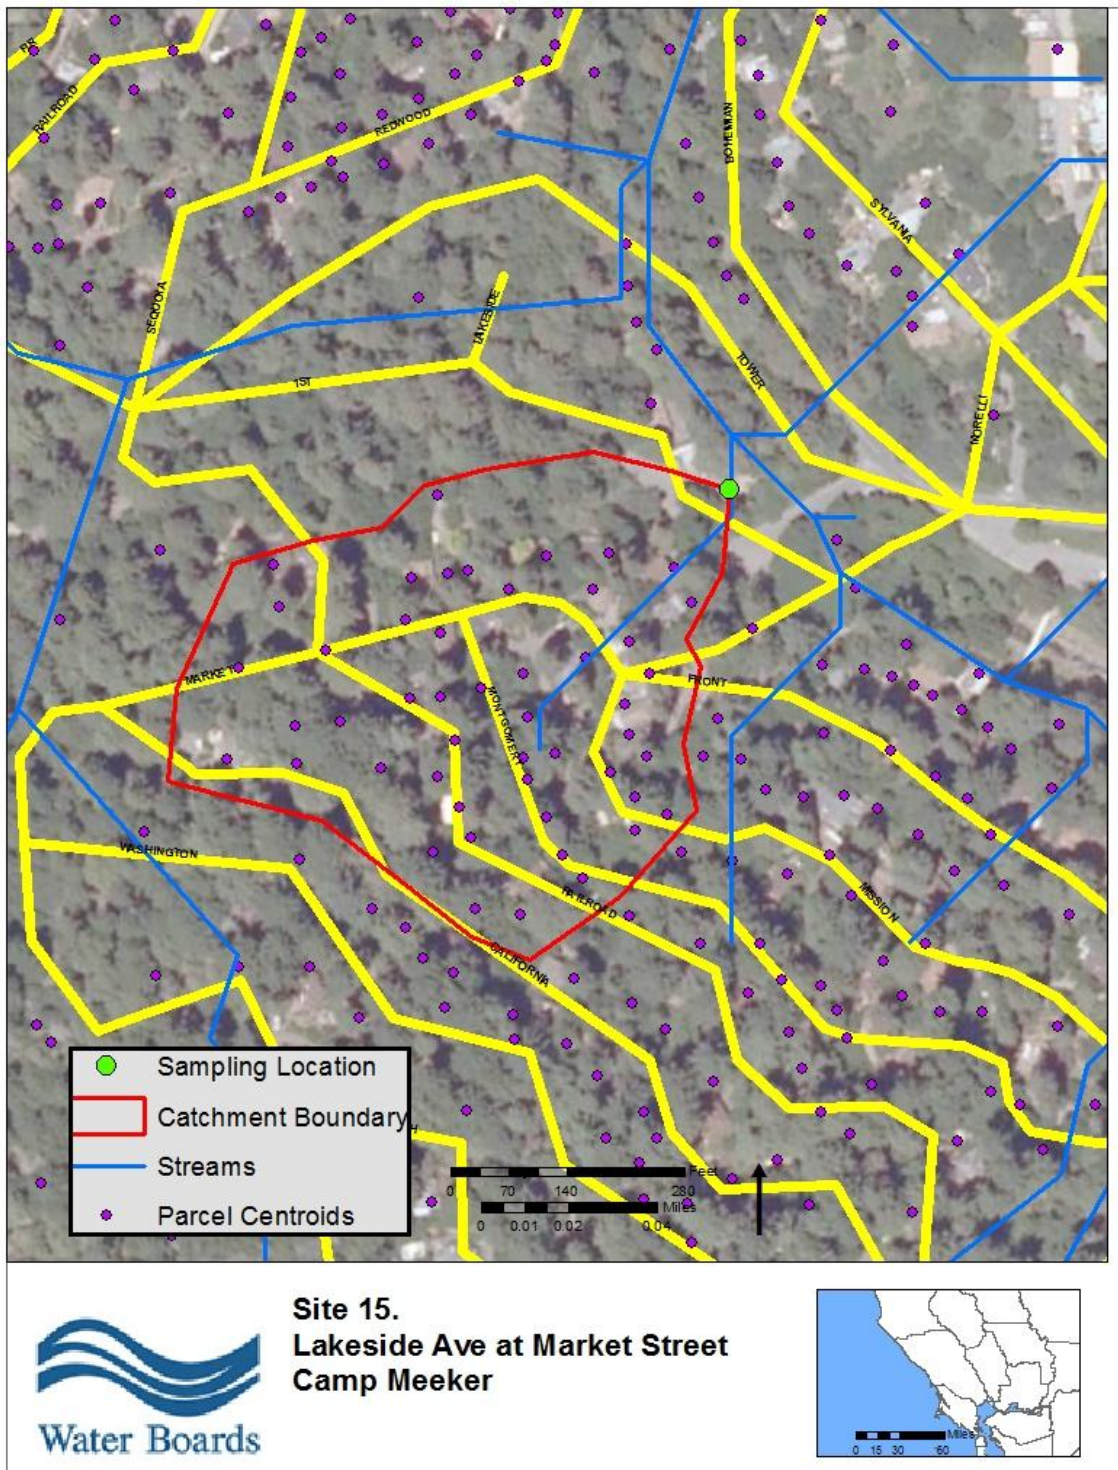 FIR
RAILROAD
REDWOOD
BOHEMIAN
SYLVANIA
SEQUOIA
LAKESIDE
1ST
TOWER
MORELLI
MARKET
FRONT
MONTGOMERY
WASHINGTON
RAILROAD
MISSION
CALIFORNIA
Sampling Location
Catchment Boundary
H
Streams
Parcel Centroids
Feet
0 70 140 280
Miles
0 0.01 0.02 0.04
Site 15.
Lakeside Ave at Market Street
Camp Meeker
Water Boards
Miles
0 15 30 60